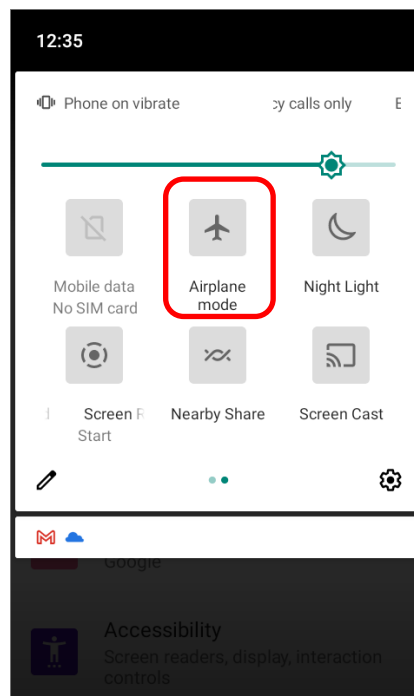 12:35
Phone on vibrate
cy calls only
E
Mobile data
No SIM card
Airplane
mode
Night Light
Screen R
Start
Nearby Share
Screen Cast
Google
Accessibility
Screen readers, display, interaction
controls